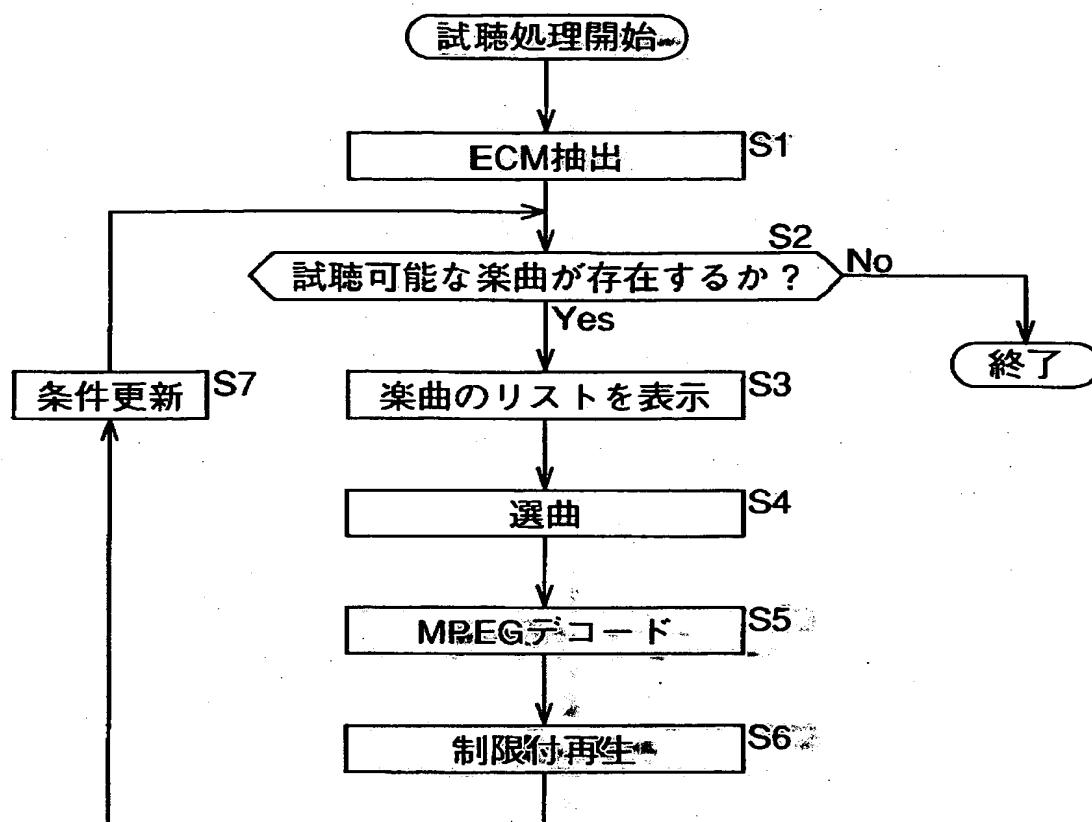 試聴処理開始
ECM抽出
S1
S2
試聴可能な楽曲が存在するか?
No
Yes
終了
条件更新
S7
楽曲のリストを表示
S3
選曲
S4
MPEGデコード
S5
制限付再生
S6